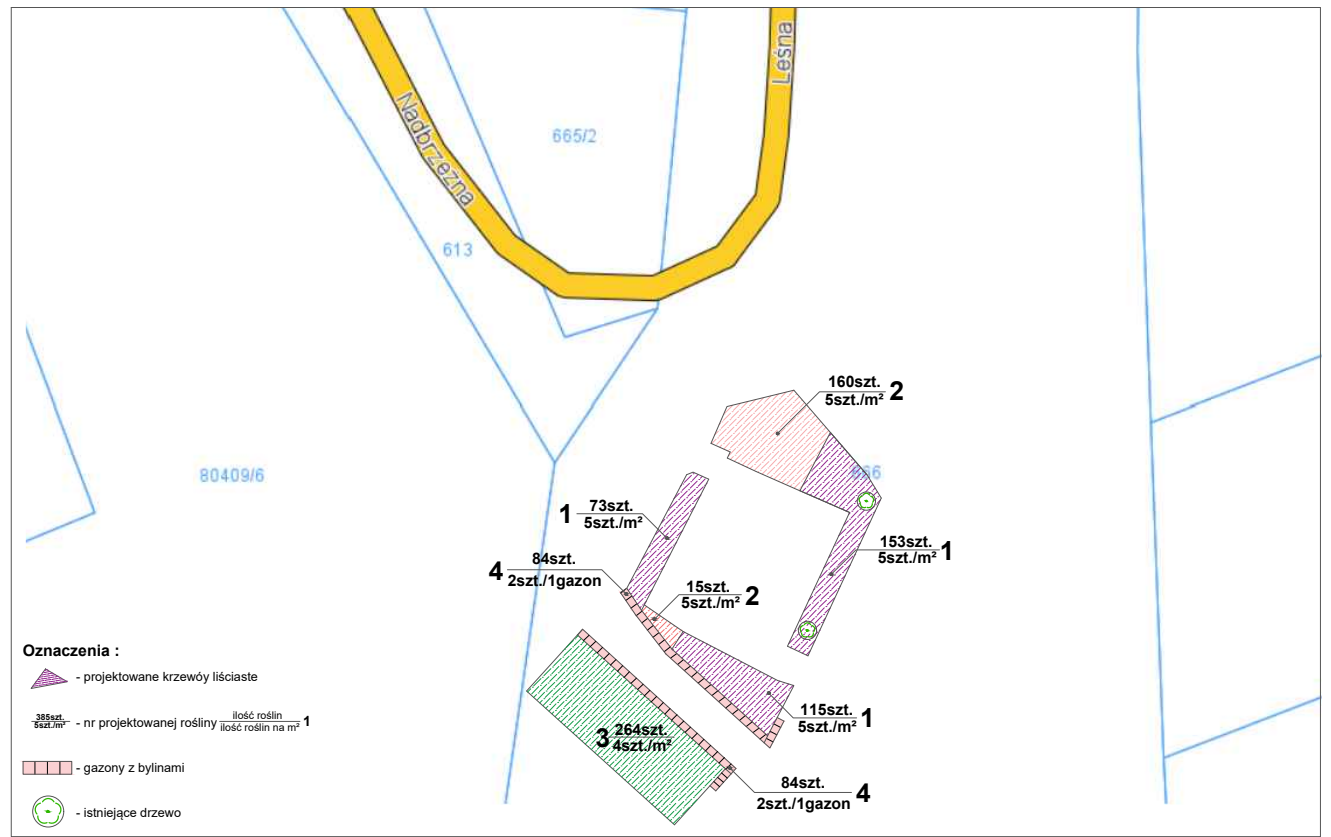 Leśna
Nadbrzeżna
665/2
613
160szt.
5szt./m² 2
80409/6
666
73szt.
1 5szt./m²
153szt.
5szt./m² 1
84szt.
4 2szt./1gazon
15szt.
5szt./m² 2
Oznaczenia :
- projektowane krzewóy liściaste
115szt.
5szt./m² 1
385szt.
5szt./m² - nr projektowanej rośliny ilość roślin
ilość roślin na m² 1
3 264szt.
4szt./m²
- gazony z bylinami
84szt.
2szt./1gazon 4
- istniejące drzewo